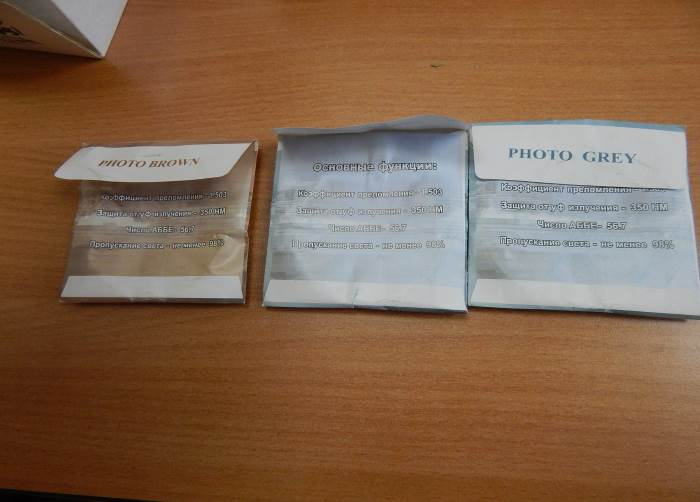 PHOTO BROWN
Коэффициент преломления - 1.503
Защита от уф излучения - 350 НМ
Число АББЕ- 56.7
Пропускание света - не менее 98%
Основные функции:
Коэффициент преломления - 1.503
Защита от уф излучения - 350 НМ
Число АББЕ- 56.7
Пропускание света - не менее 98%
PHOTO GREY
Коэффициент преломления -
Защита от уф излучения - 350 НМ
Число АББЕ- 56.7
Пропускание света - не менее 98%